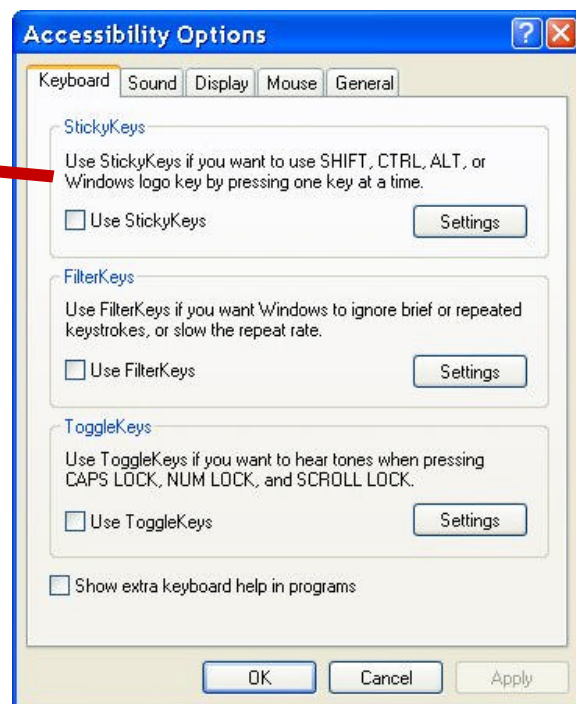 Accessibility Options
Keyboard Sound Display Mouse General
StickyKeys
Use StickyKeys if you want to use SHIFT, CTRL, ALT, or
Windows logo key by pressing one key at a time.
Use StickyKeys Settings
FilterKeys
Use FilterKeys if you want Windows to ignore brief or repeated
keystrokes, or slow the repeat rate.
Use FilterKeys Settings
ToggleKeys
Use ToggleKeys if you want to hear tones when pressing
CAPS LOCK, NUM LOCK, and SCROLL LOCK.
Use ToggleKeys Settings
Show extra keyboard help in programs
OK Cancel Apply